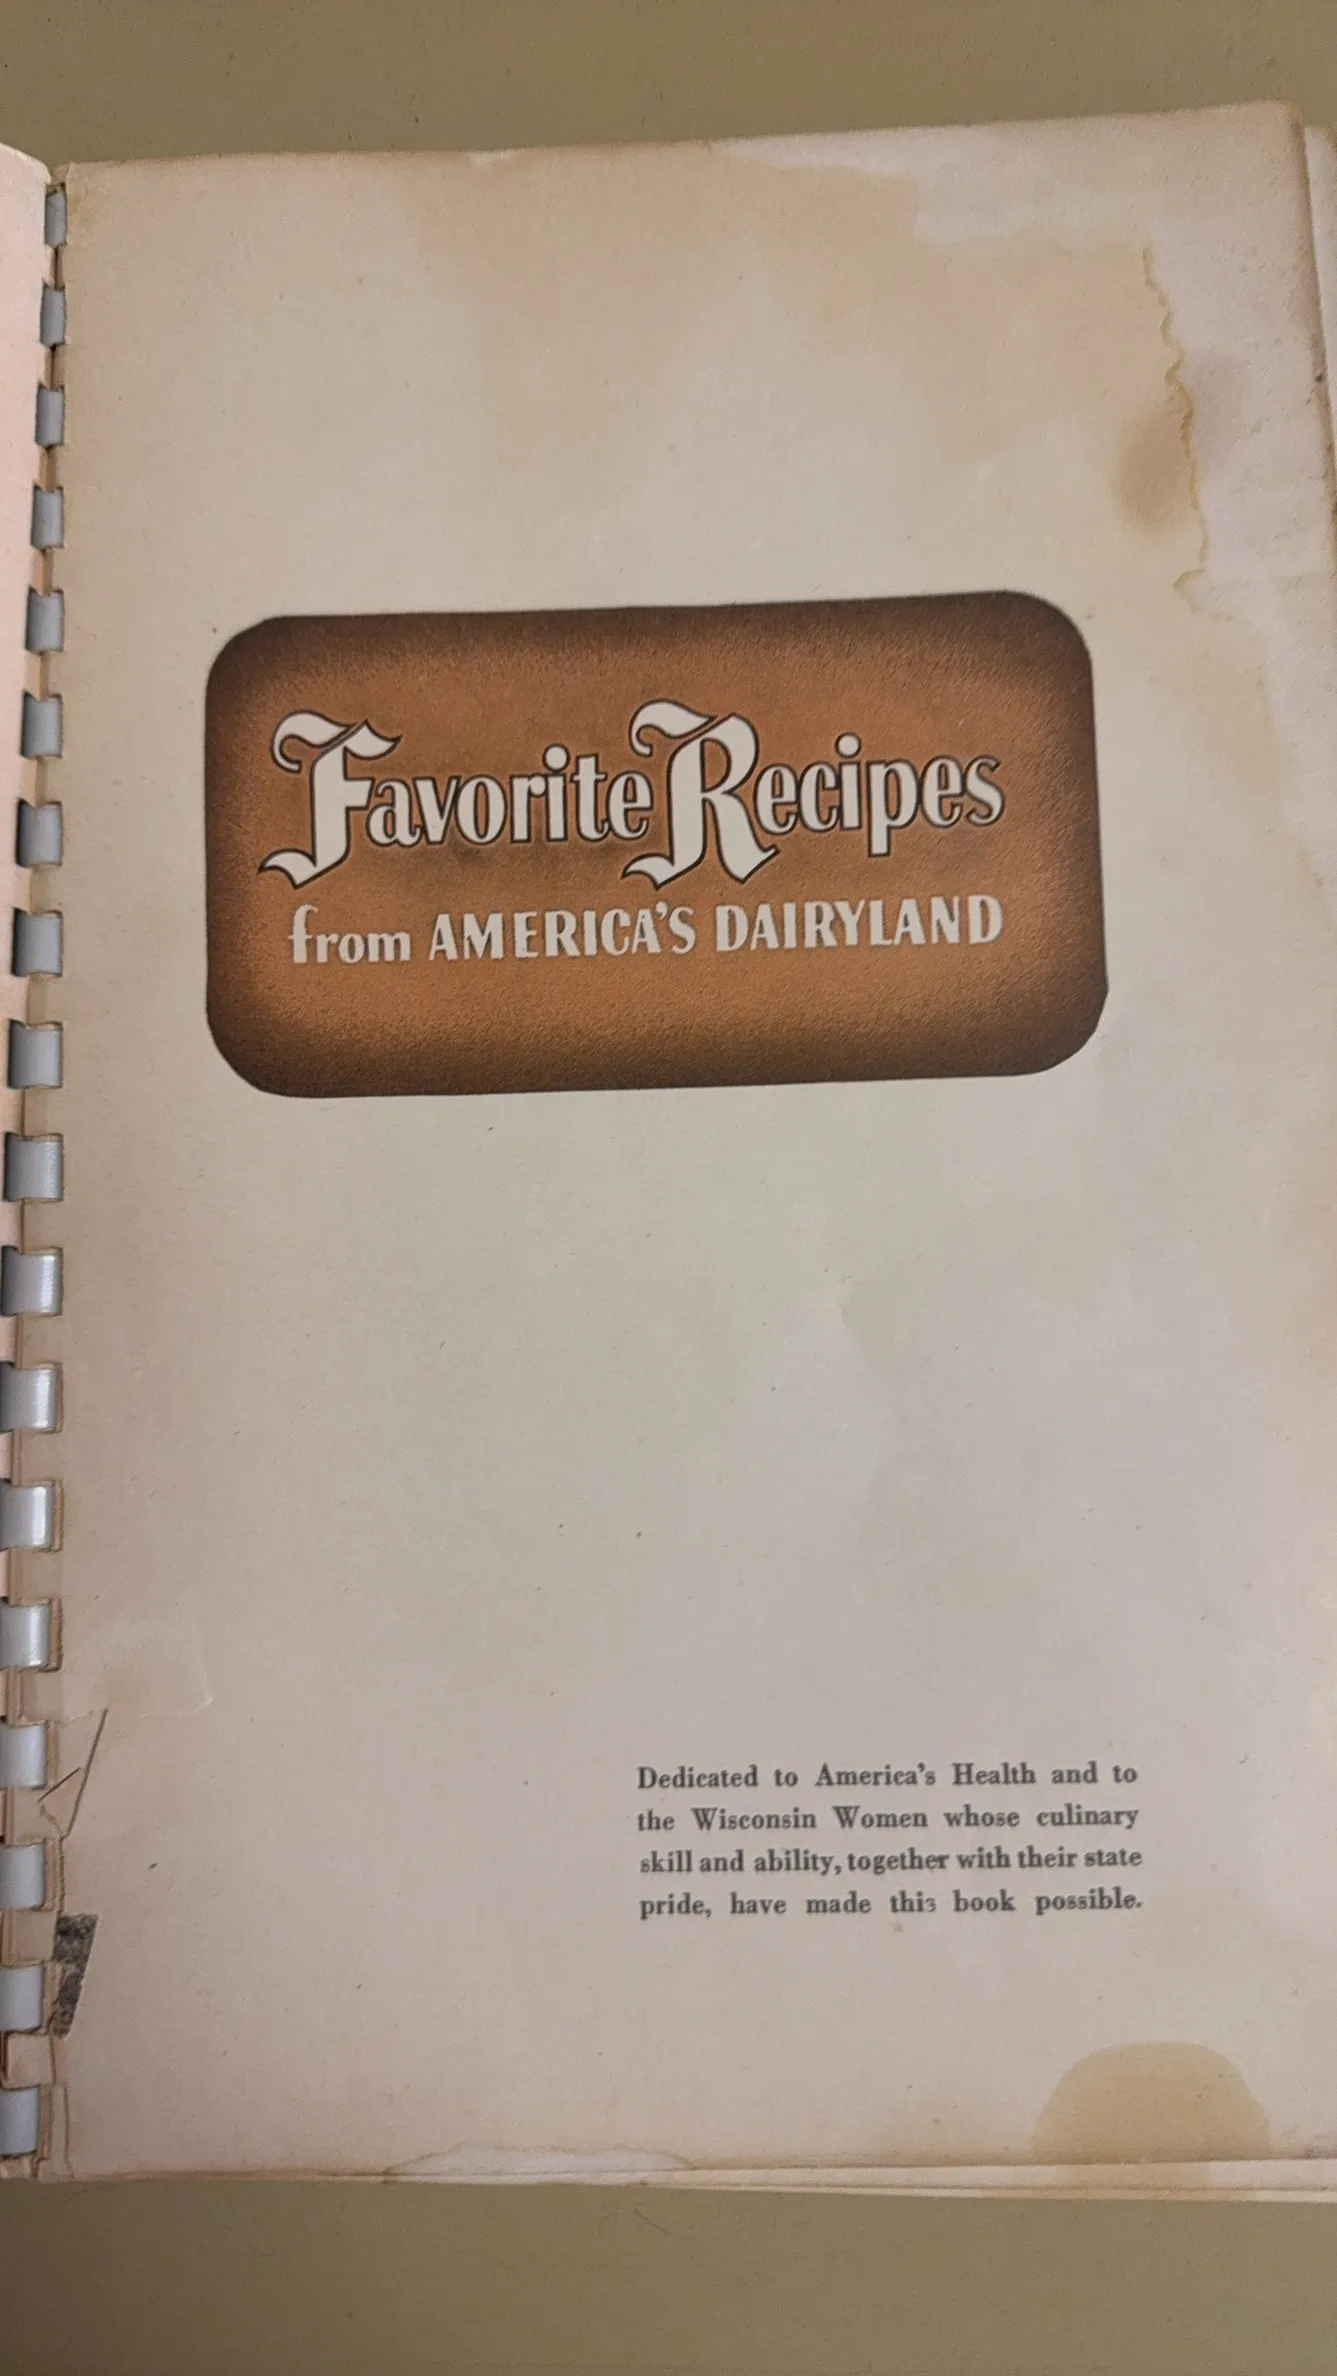 Favorite Recipes
from AMERICA'S DAIRYLAND
Dedicated to America's Health and to
the Wisconsin Women whose culinary
skill and ability, together with their state
pride, have made this book possible.